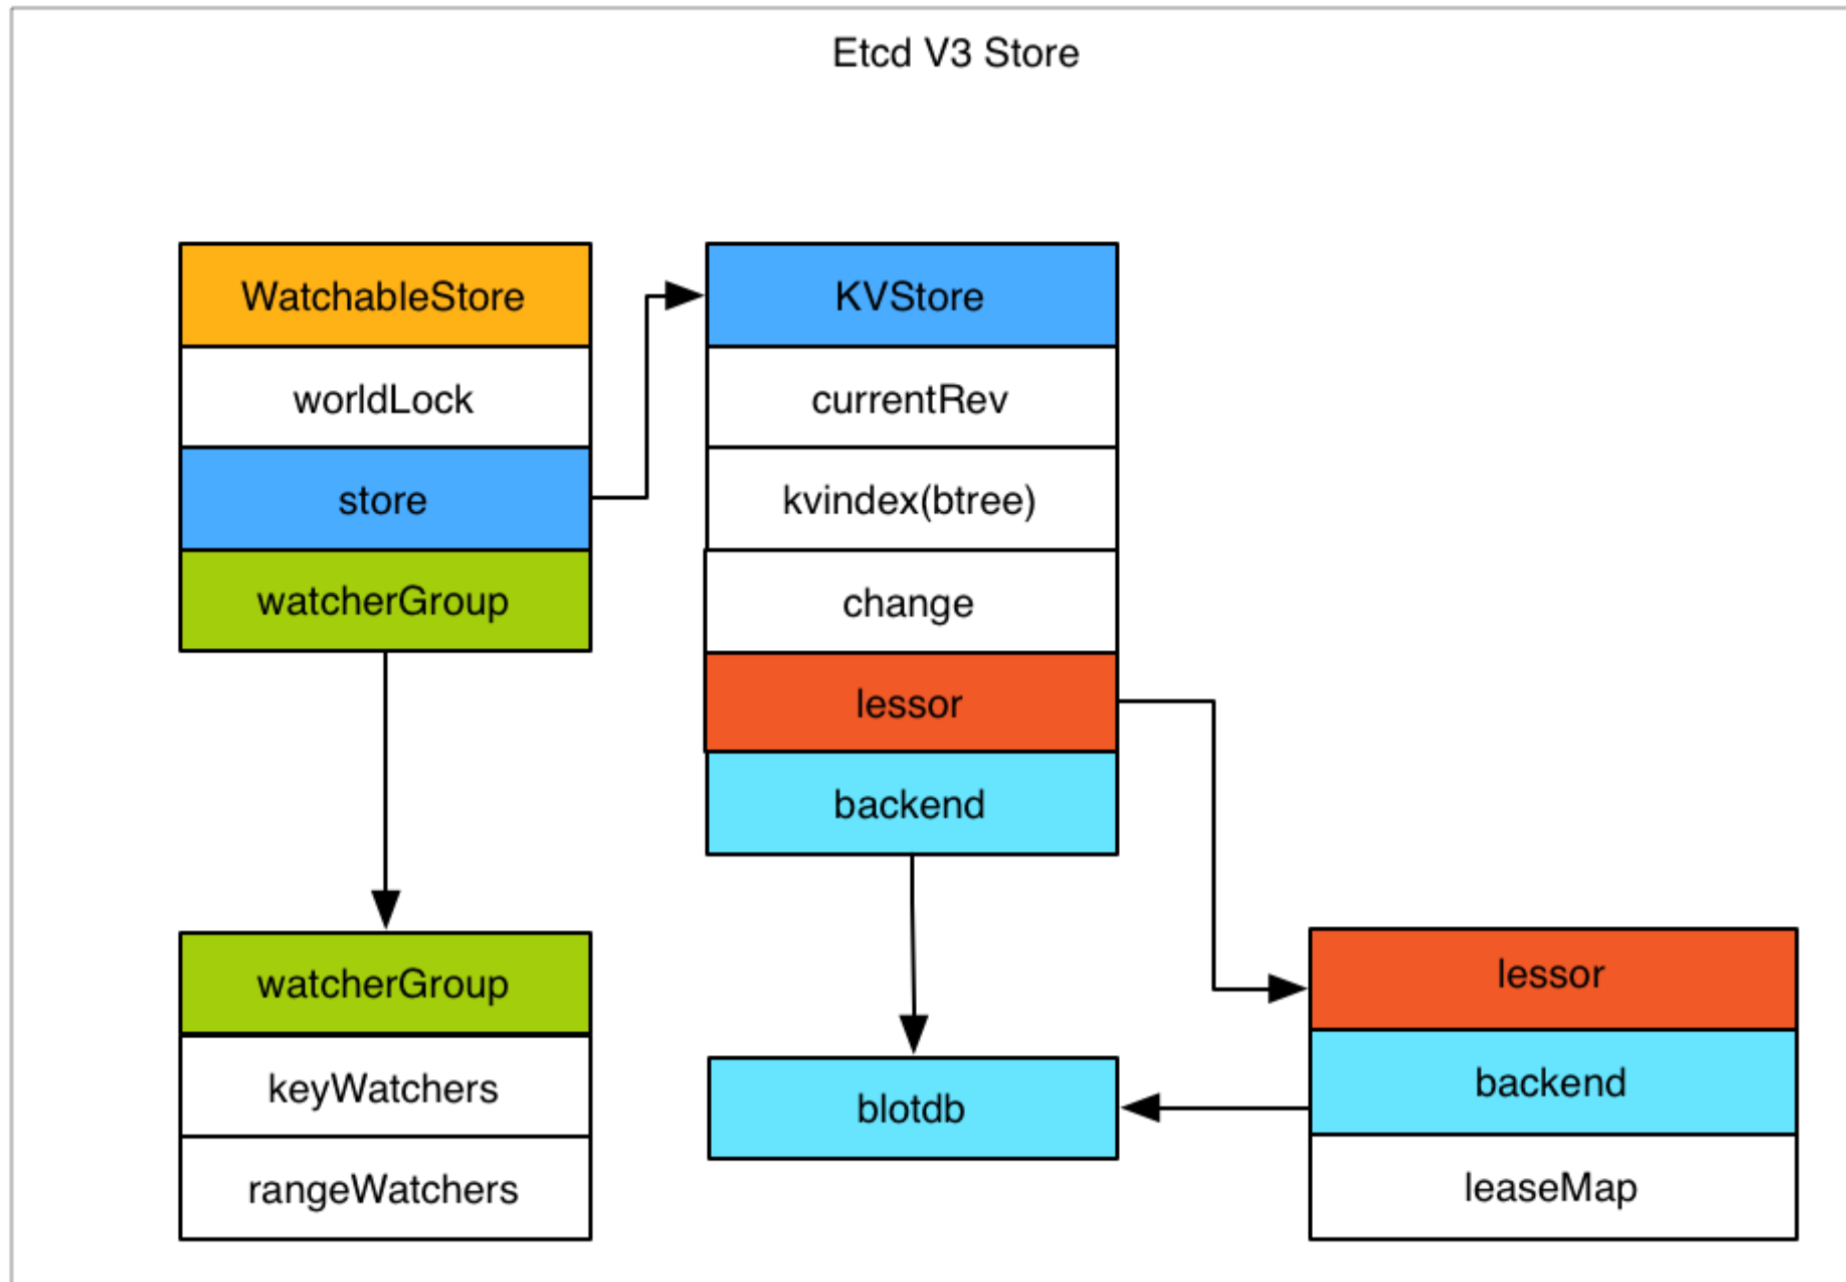 Etcd V3 Store
WatchableStore
worldLock
store
watcherGroup
KVStore
currentRev
kvindex(btree)
change
lessor
backend
watcherGroup
keyWatchers
rangeWatchers
blotdb
lessor
backend
leaseMap